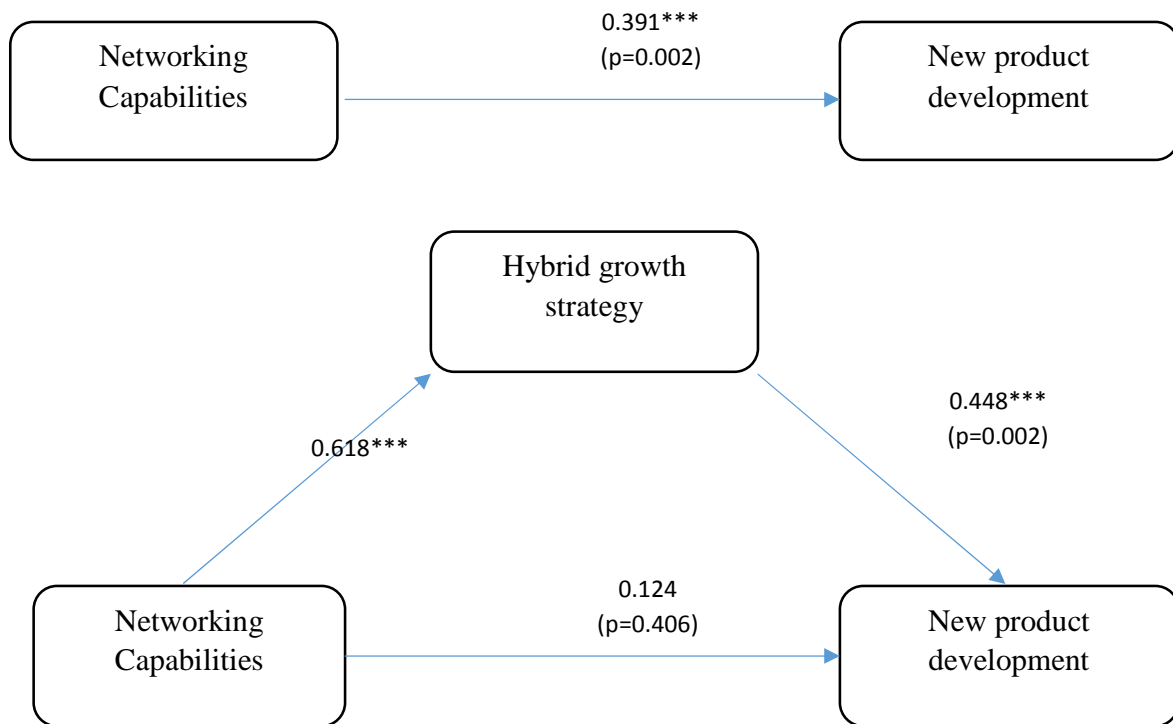 0.391***
(p=0.002)
Networking
Capabilities
New product
development
Hybrid growth
strategy
0.448***
(p=0.002)
0.618***
0.124
(p=0.406)
Networking
Capabilities
New product
development